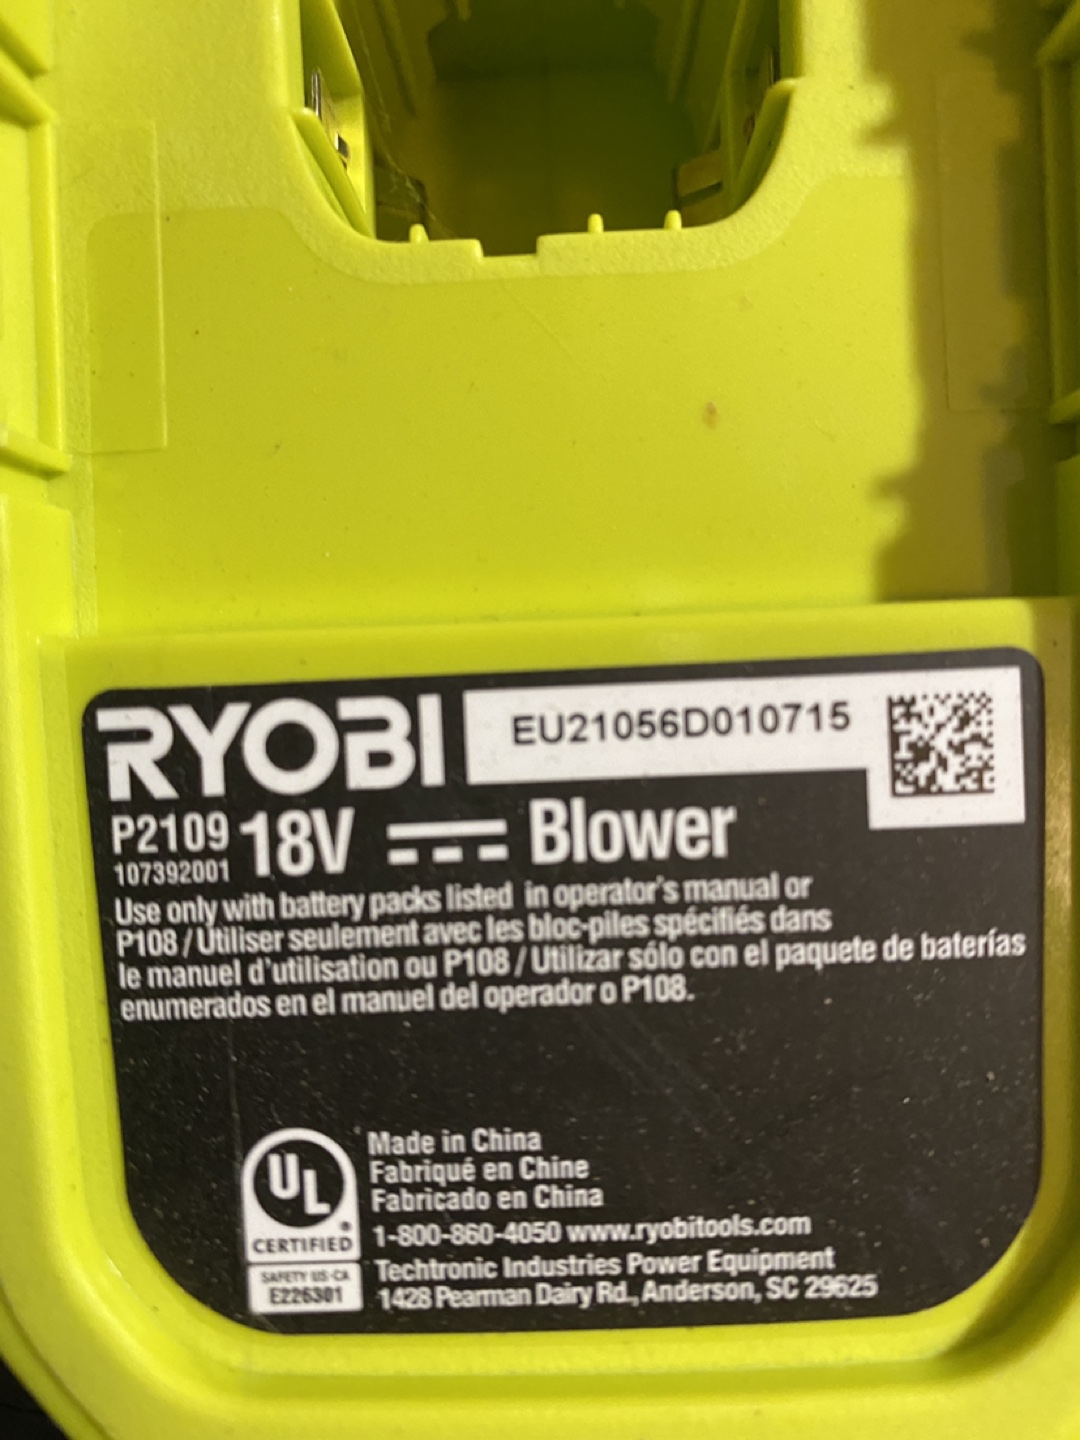 RYOBI
EU21056D010715
P2109 18V Blower
107392001
Use only with battery packs listed in operator's manual or
P108 / Utiliser seulement avec les bloc-piles spécifiés dans
le manuel d'utilisation ou P108 / Utilizar sólo con el paquete de baterías
enumerados en el manuel del operador o P108.
UL
CERTIFIED
SAFETY US-CA
E226301
Made in China
Fabriqué en Chine
Fabricado en China
1-800-860-4050 www.ryobitools.com
Techtronic Industries Power Equipment
1428 Pearman Dairy Rd., Anderson, SC 29625